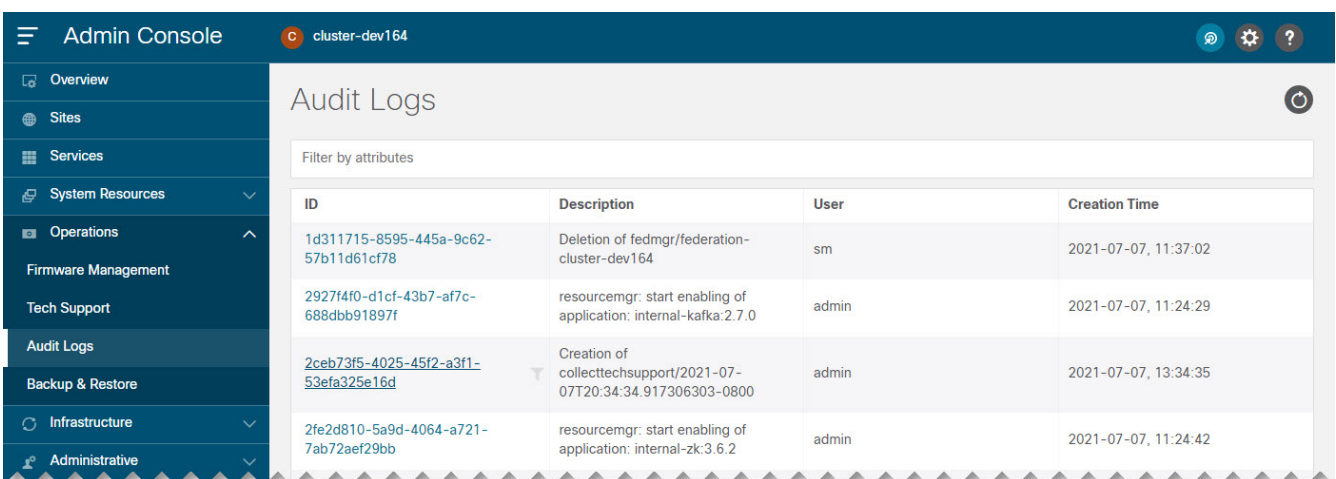 Admin Console
C cluster-dev164
?
Overview
Sites
Services
System Resources
Operations
Firmware Management
Tech Support
Audit Logs
Backup & Restore
Infrastructure
Administrative
Audit Logs
Filter by attributes
ID Description User Creation Time
1d311715-8595-445a-9c62-
57b11d61cf78
Deletion of fedmgr/federation-
cluster-dev164
sm
2021-07-07, 11:37:02
2927f4f0-d1cf-43b7-af7c-
688dbb91897f
resourcemgr: start enabling of
application: internal-kafka:2.7.0
admin
2021-07-07, 11:24:29
2ceb73f5-4025-45f2-a3f1-
53efa325e16d
Creation of
collecttechsupport/2021-07-
07T20:34:34.917306303-0800
admin
2021-07-07, 13:34:35
2fe2d810-5a9d-4064-a721-
7ab72aef29bb
resourcemgr: start enabling of
application: internal-zk:3.6.2
admin
2021-07-07, 11:24:42